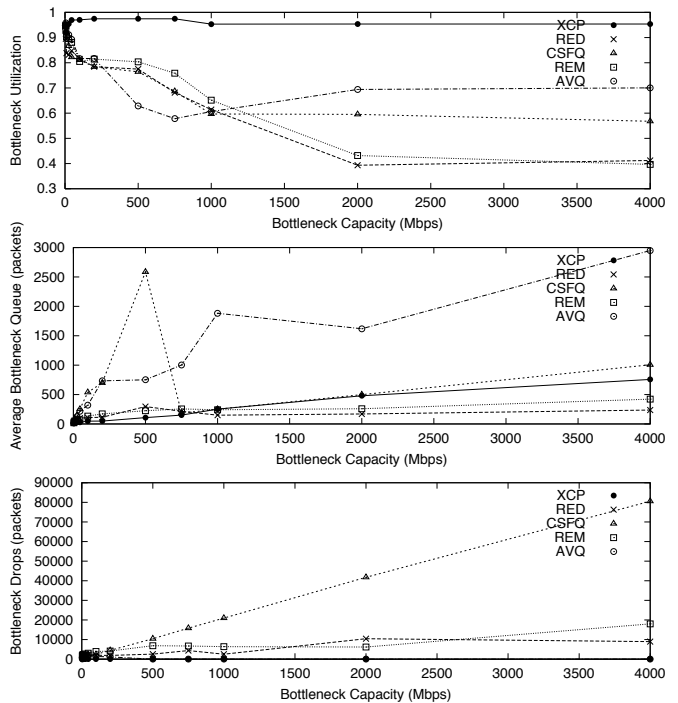 1
0.9
0.8
0.7
0.6
0.5
0.4
0.3
Bottleneck Utilization
XCP
RED
CSFQ
REM
AVQ
0 500 1000 1500 2000 2500 3000 3500 4000
Bottleneck Capacity (Mbps)
3000
2500
2000
1500
1000
500
0
Average Bottleneck Queue (packets)
XCP
RED
CSFQ
REM
AVQ
0 500 1000 1500 2000 2500 3000 3500 4000
Bottleneck Capacity (Mbps)
90000
80000
70000
60000
50000
40000
30000
20000
10000
0
Bottleneck Drops (packets)
XCP
RED
CSFQ
REM
AVQ
0 500 1000 1500 2000 2500 3000 3500 4000
Bottleneck Capacity (Mbps)